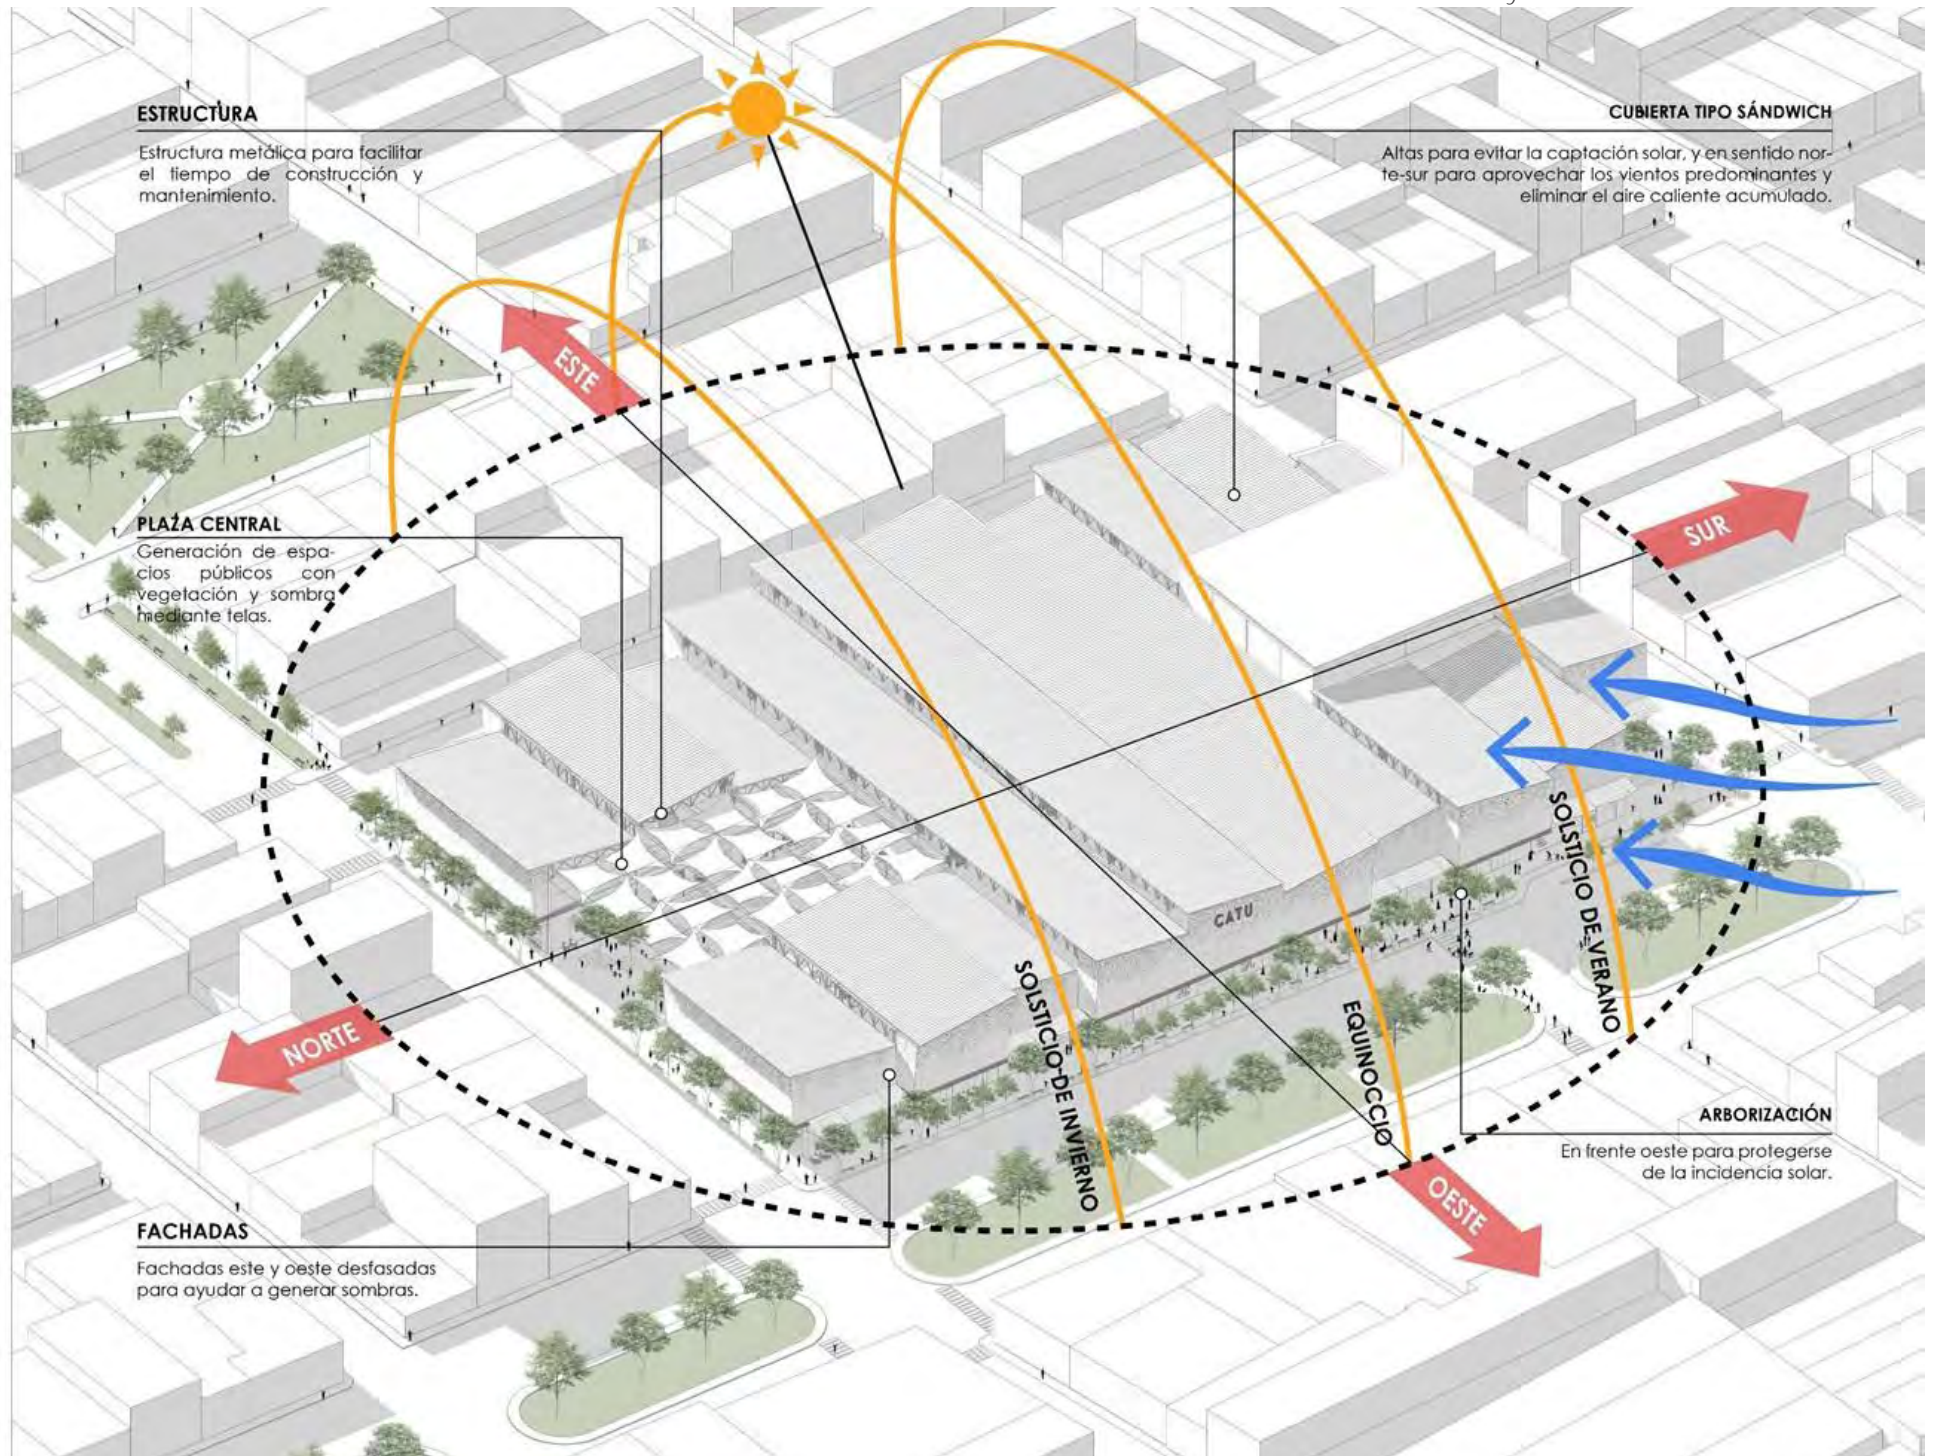 ESTRUCTURA
Estructura metálica para facilitar
el tiempo de construcción y
mantenimiento.
CUBIERTA TIPO SÁNDWICH
Altas para evitar la captación solar, y en sentido nor-
te-sur para aprovechar los vientos predominantes y
eliminar el aire caliente acumulado.
ESTE
SUR
PLAZA CENTRAL
Generación de espa-
cios públicos con
vegetación y sombra
mediante telas.
CATU
SOLSTICIO DE INVIERNO
EQUINOCCIO
SOLSTICIO DE VERANO
NORTE
OESTE
ARBORIZACIÓN
En frente oeste para protegerse
de la incidencia solar.
FACHADAS
Fachadas este y oeste desfasadas
para ayudar a generar sombras.